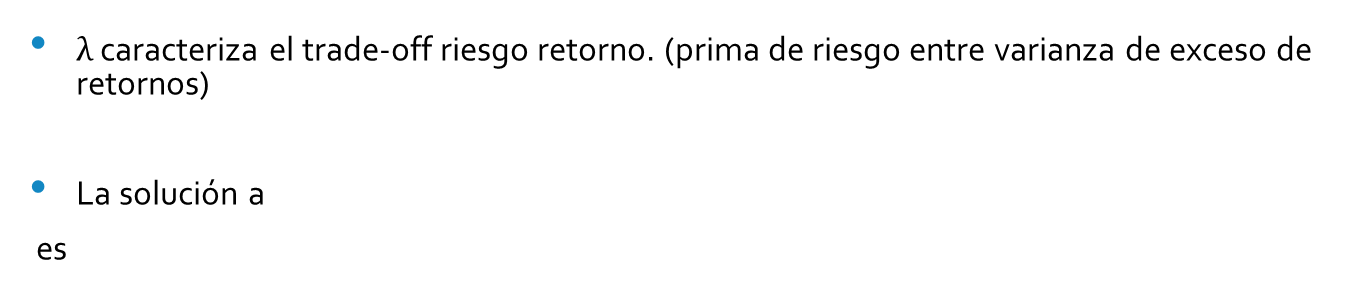 • λ caracteriza el trade-off riesgo retorno. (prima de riesgo entre varianza de exceso de
retornos)
• La solución a
es